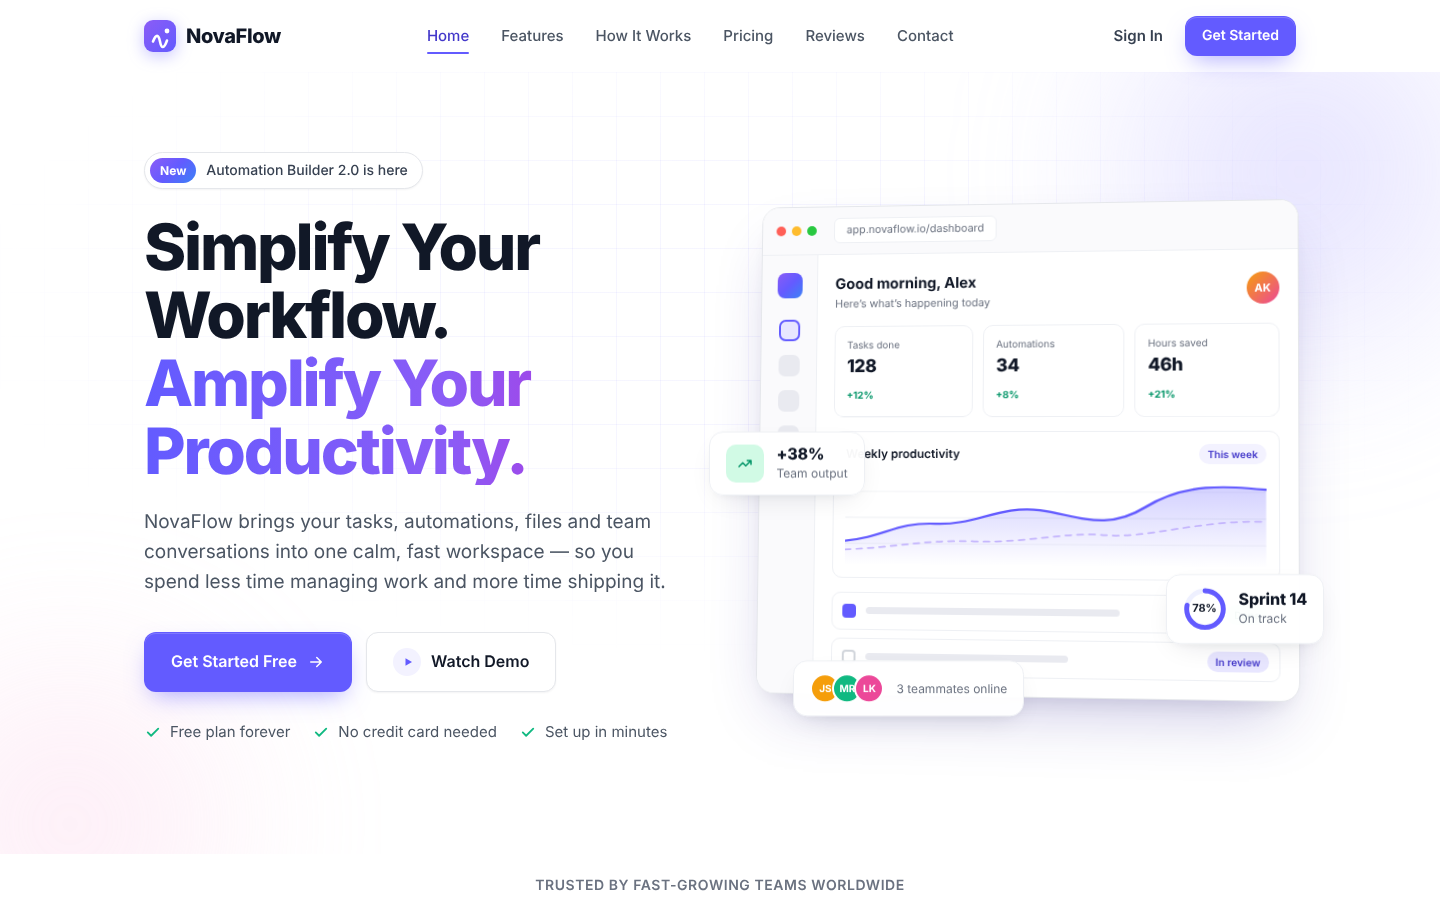 NovaFlow
Home
Features
How It Works
Pricing
Reviews
Contact
Sign In
Get Started
New
Automation Builder 2.0 is here
Simplify Your
Workflow.
Amplify Your
Productivity.
NovaFlow brings your tasks, automations, files and team
conversations into one calm, fast workspace — so you
spend less time managing work and more time shipping it.
Get Started Free
Watch Demo
Free plan forever
No credit card needed
Set up in minutes
app.novaflow.io/dashboard
Good morning, Alex
Here's what's happening today
AK
Tasks done
128
+12%
Automations
34
+8%
Hours saved
46h
+21%
+38%
Team output
productivity
This week
78%
Sprint 14
On track
In review
JS
MR
LK
3 teammates online
TRUSTED BY FAST-GROWING TEAMS WORLDWIDE